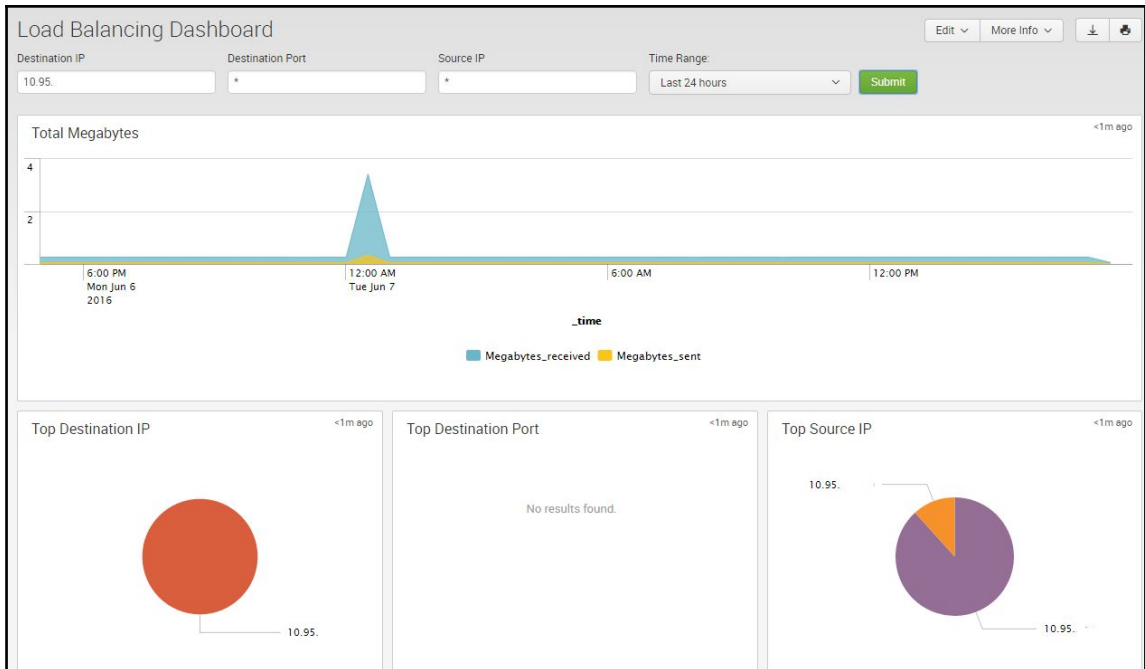 Load Balancing Dashboard
Edit More Info
Destination IP Destination Port Source IP Time Range:
10.95. * * Last 24 hours Submit
Total Megabytes <1m ago
4
2
6:00 PM 12:00 AM 6:00 AM 12:00 PM
Mon Jun 6 Tue Jun 7
2016
_time
Megabytes_received Megabytes_sent
Top Destination IP <1m ago
10.95.
Top Destination Port <1m ago
No results found.
Top Source IP <1m ago
10.95.
10.95.